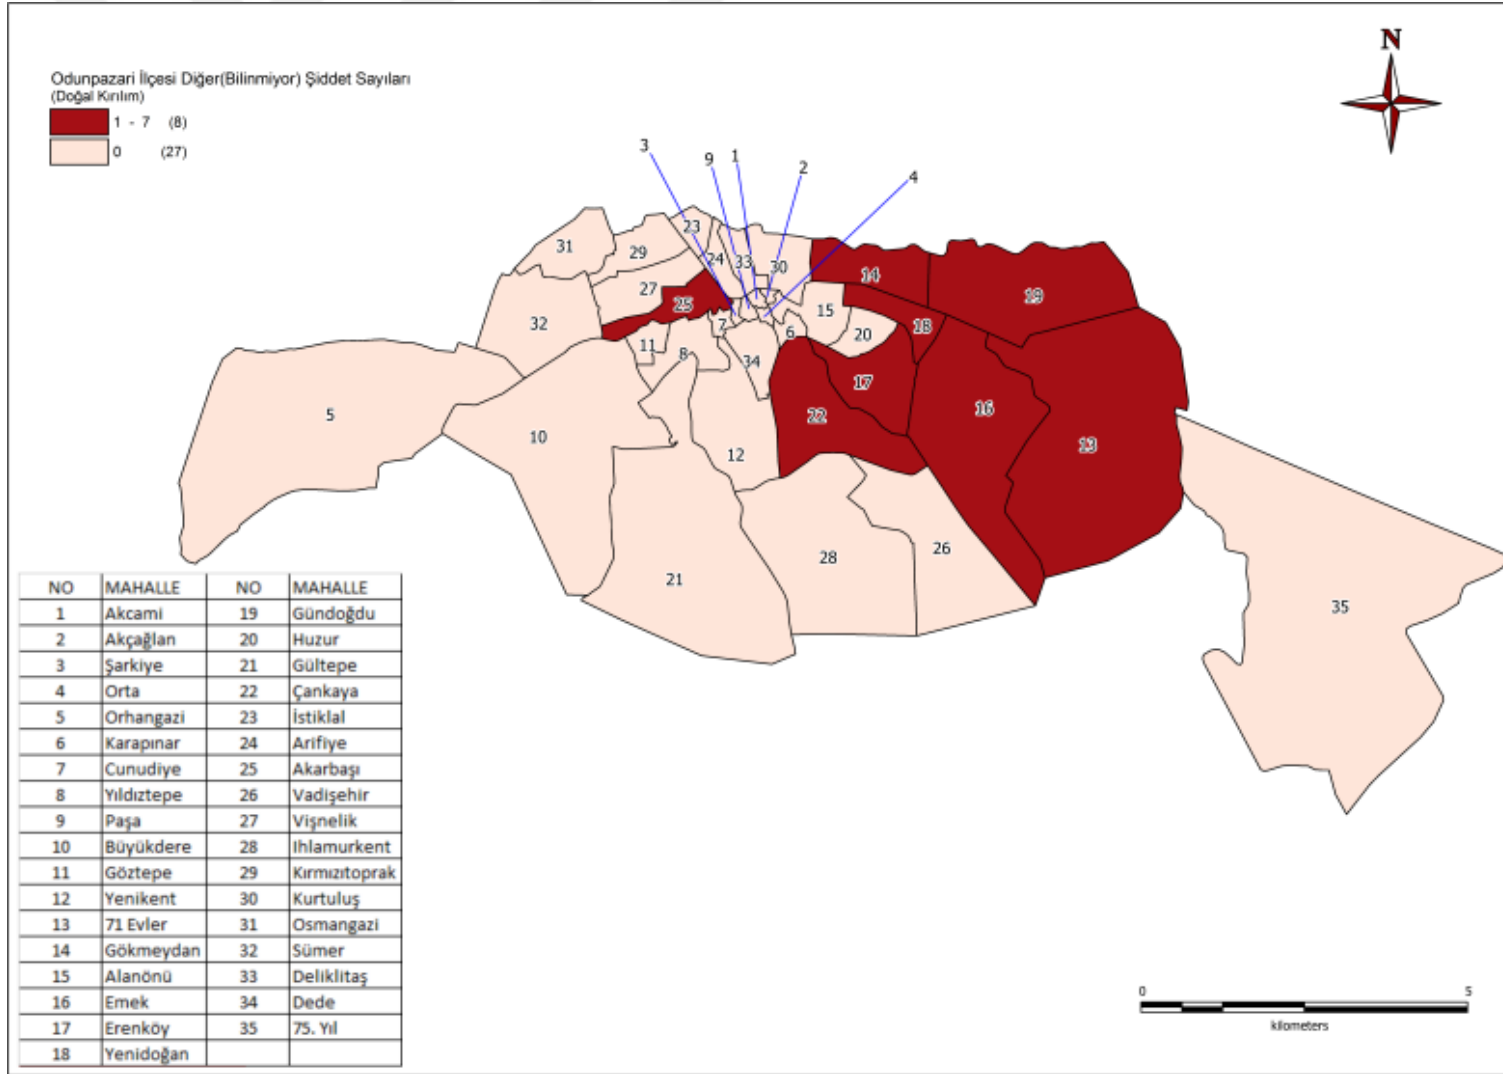 N
Odunpazari İlçesi Diğer(Bilinmiyor) Şiddet Sayıları
(Doğal Kırılım)
1 - 7 (8)
0 (27)
3
9
1
2
4
23
31
29
24
33
30
14
19
27
25
15
18
32
7
6
20
11
8
34
17
5
22
16
10
12
13
28
26
21
35
NO MAHALLE NO MAHALLE
1 Akcami 19 Gündoğdu
2 Akçağlan 20 Huzur
3 Şarkiye 21 Gültepe
4 Orta 22 Çankaya
5 Orhangazi 23 İstiklal
6 Karapınar 24 Arifiye
7 Cunudiye 25 Akarbaşı
8 Yıldıztepe 26 Vadişehir
9 Paşa 27 Vişnelik
10 Büyükdere 28 Ihlamurkent
11 Göztepe 29 Kırmızıtoprak
12 Yenikent 30 Kurtuluş
13 71 Evler 31 Osmangazi
14 Gökmeydan 32 Sümer
15 Alanönü 33 Deliklitaş
16 Emek 34 Dede
17 Erenköy 35 75. Yıl
18 Yenidoğan
0 5
kilometers